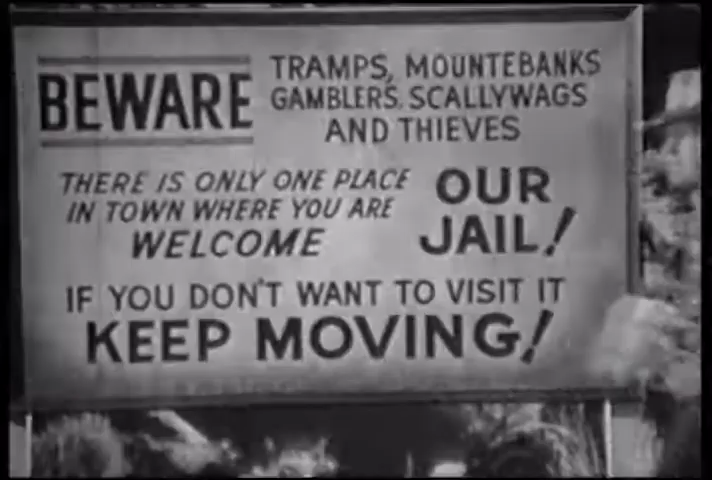 BEWARE
TRAMPS, MOUNTEBANKS
GAMBLERS, SCALLYWAGS
AND THIEVES
THERE IS ONLY ONE PLACE
IN TOWN WHERE YOU ARE
WELCOME
OUR
JAIL!
IF YOU DON'T WANT TO VISIT IT
KEEP MOVING!